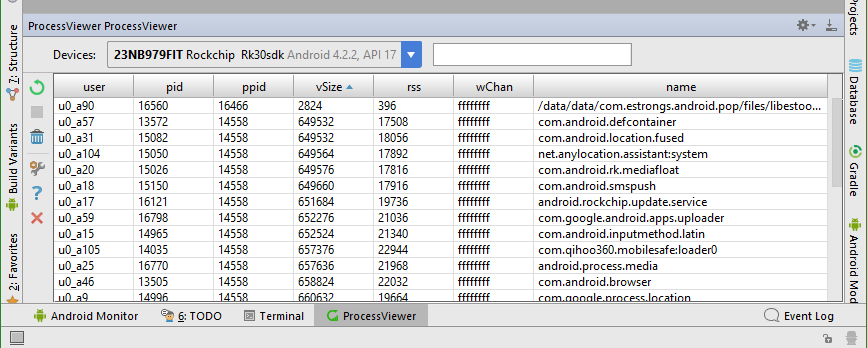 ProcessViewer ProcessViewer
Devices: 23NB979FIT Rockchip Rk30sdk Android 4.2.2, API 17
user pid ppid vSize rss wChan name
u0_a90 16560 16466 2824 396 ffffffff /data/data/com.estrongs.android.pop/files/libestoo...
u0_a57 13572 14558 649532 17508 ffffffff com.android.defcontainer
u0_a31 15082 14558 649532 18056 ffffffff com.android.location.fused
u0_a104 15050 14558 649564 17892 ffffffff net.anylocation.assistant:system
u0_a20 15026 14558 649576 17816 ffffffff com.android.rk.mediafloat
u0_a18 15150 14558 649660 17916 ffffffff com.android.smspush
u0_a17 16121 14558 651684 19736 ffffffff android.rockchip.update.service
u0_a59 16798 14558 652276 21036 ffffffff com.google.android.apps.uploader
u0_a15 14965 14558 652524 21340 ffffffff com.android.inputmethod.latin
u0_a105 14035 14558 657376 22944 ffffffff com.qihoo360.mobilesafe:loader0
u0_a25 16770 14558 657636 21968 ffffffff android.process.media
u0_a46 13505 14558 658824 22032 ffffffff com.android.browser
u0_a9 14996 14558 660632 19664 ffffffff com.google.process.location
7: Structure
Build Variants
2: Favorites
Projects
Database
Gradle
Android Mod
Android Monitor 6: TODO Terminal ProcessViewer Event Log